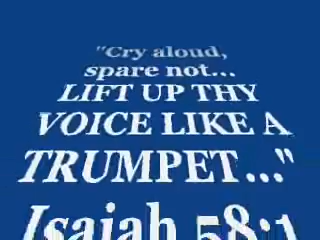 "Cry aloud,
spare not...
LIFT UP THY
VOICE LIKE A
TRUMPET..."
Isaiah 58:1